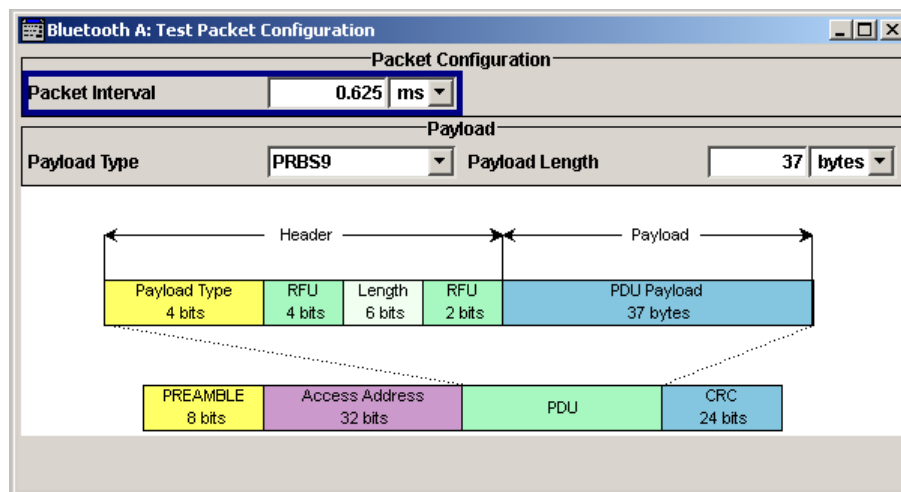 Bluetooth A: Test Packet Configuration
Packet Configuration
Packet Interval 0.625 ms
Payload
Payload Type PRBS9 Payload Length 37 bytes
Header Payload
Payload Type RFU Length RFU PDU Payload
4 bits 4 bits 6 bits 2 bits 37 bytes
PREAMBLE Access Address PDU CRC
8 bits 32 bits 24 bits